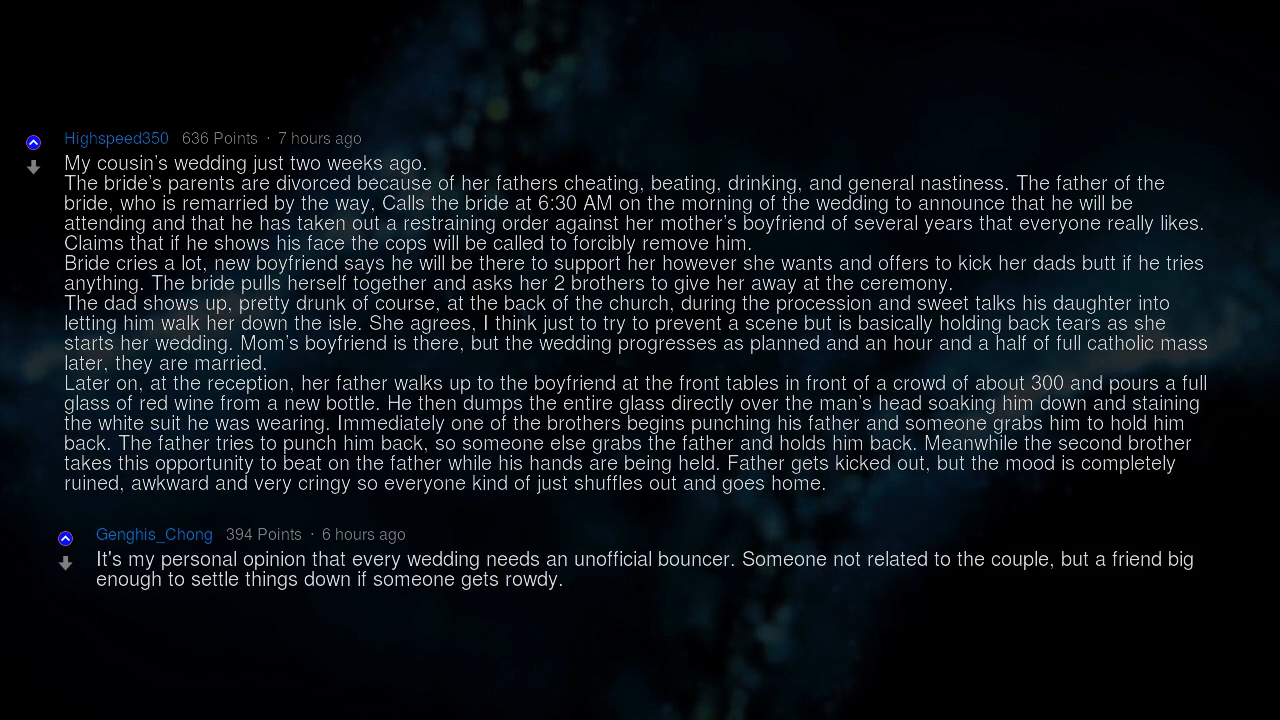 Highspeed350 636 Points · 7 hours ago
My cousin's wedding just two weeks ago.
The bride's parents are divorced because of her fathers cheating, beating, drinking, and general nastiness. The father of the
bride, who is remarried by the way, Calls the bride at 6:30 AM on the morning of the wedding to announce that he will be
attending and that he has taken out a restraining order against her mother's boyfriend of several years that everyone really likes.
Claims that if he shows his face the cops will be called to forcibly remove him.
Bride cries a lot, new boyfriend says he will be there to support her however she wants and offers to kick her dads butt if he tries
anything. The bride pulls herself together and asks her 2 brothers to give her away at the ceremony.
The dad shows up, pretty drunk of course, at the back of the church, during the procession and sweet talks his daughter into
letting him walk her down the isle. She agrees, I think just to try to prevent a scene but is basically holding back tears as she
starts her wedding. Mom's boyfriend is there, but the wedding progresses as planned and an hour and a half of full catholic mass
later, they are married.
Later on, at the reception, her father walks up to the boyfriend at the front tables in front of a crowd of about 300 and pours a full
glass of red wine from a new bottle. He then dumps the entire glass directly over the man's head soaking him down and staining
the white suit he was wearing. Immediately one of the brothers begins punching his father and someone grabs him to hold him
back. The father tries to punch him back, so someone else grabs the father and holds him back. Meanwhile the second brother
takes this opportunity to beat on the father while his hands are being held. Father gets kicked out, but the mood is completely
ruined, awkward and very cringy so everyone kind of just shuffles out and goes home.
Genghis_Chong 394 Points · 6 hours ago
It's my personal opinion that every wedding needs an unofficial bouncer. Someone not related to the couple, but a friend big
enough to settle things down if someone gets rowdy.